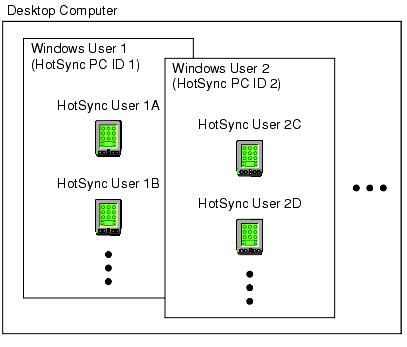 Desktop Computer
Windows User 1
(HotSync PC ID 1)
HotSync User 1A
HotSync User 1B
Windows User 2
(HotSync PC ID 2)
HotSync User 2C
HotSync User 2D